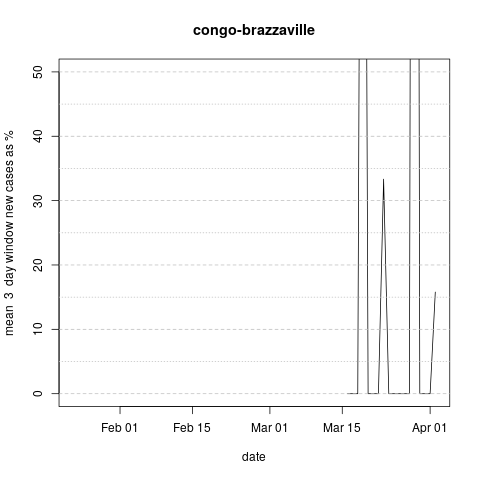 congo-brazzaville
mean  3  day window new cases as %
50
40
30
20
10
0
Feb 01
Feb 15
Mar 01
Mar 15
Apr 01
date